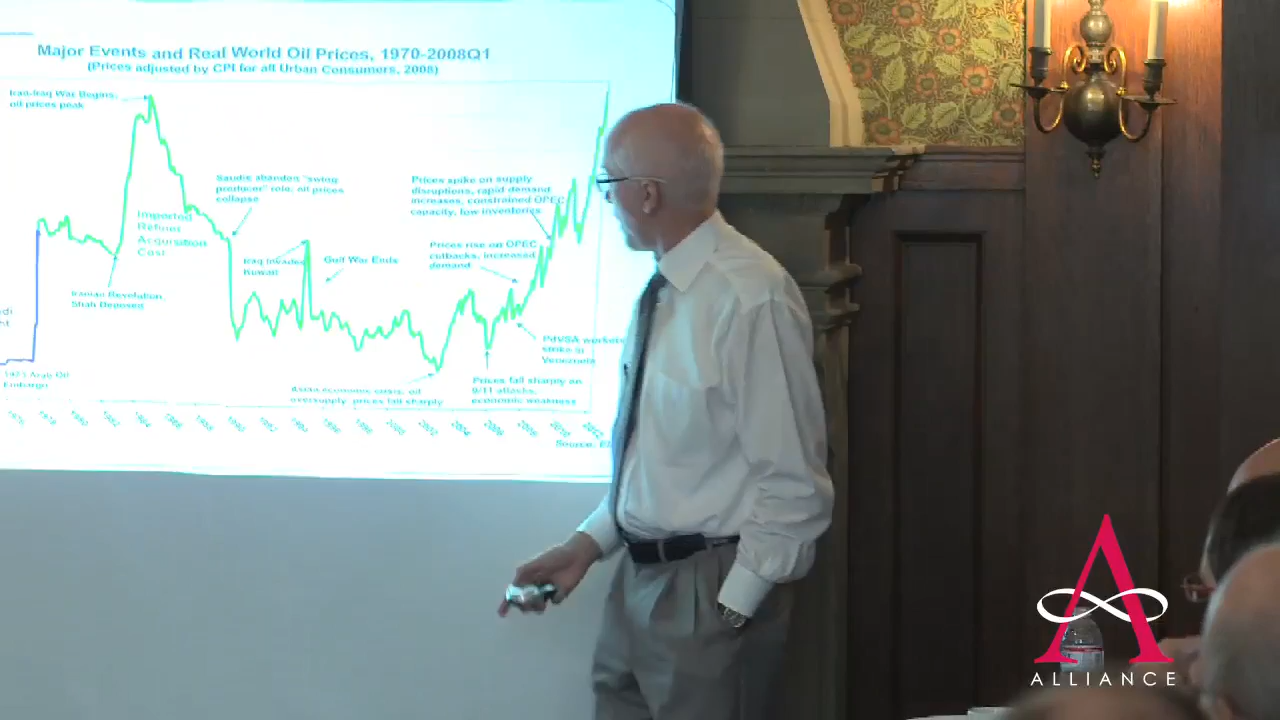 Major Events and Real World Oil Prices, 1970-2008Q1
(Prices adjusted by CPI for all Urban Consumers, 2008)
Iran-Iraq War Begins,
oil prices peak
Saudis abandon "swing
producer" role, oil prices
collapse
Prices spike on supply
disruptions, rapid demand
increases, constrained OPEC
capacity, low inventories
Imported
Refiner
Acquisition
Cost
Iraq Invades
Kuwait
Gulf War Ends
Prices rise on OPEC
cutbacks, increased
demand
Iranian Revolution,
Shah Deposed
PdVSA workers
strike in
Venezuela
1973 Arab Oil
Embargo
Asian economic crisis, oil
oversupply, prices fall sharply
Prices fall sharply on
9/11 attacks,
economic weakness
Source:
A
ALLIANCE